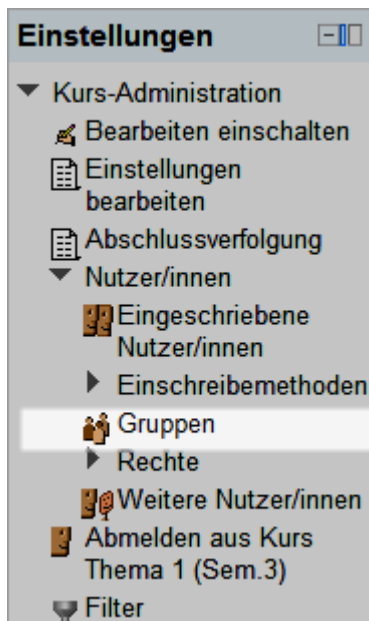 Einstellungen
Kurs-Administration
Bearbeiten einschalten
Einstellungen
bearbeiten
Abschlussverfolgung
Nutzer/innen
Eingeschriebene
Nutzer/innen
Einschreibemethoden
Gruppen
Rechte
Weitere Nutzer/innen
Abmelden aus Kurs
Thema 1 (Sem.3)
Filter